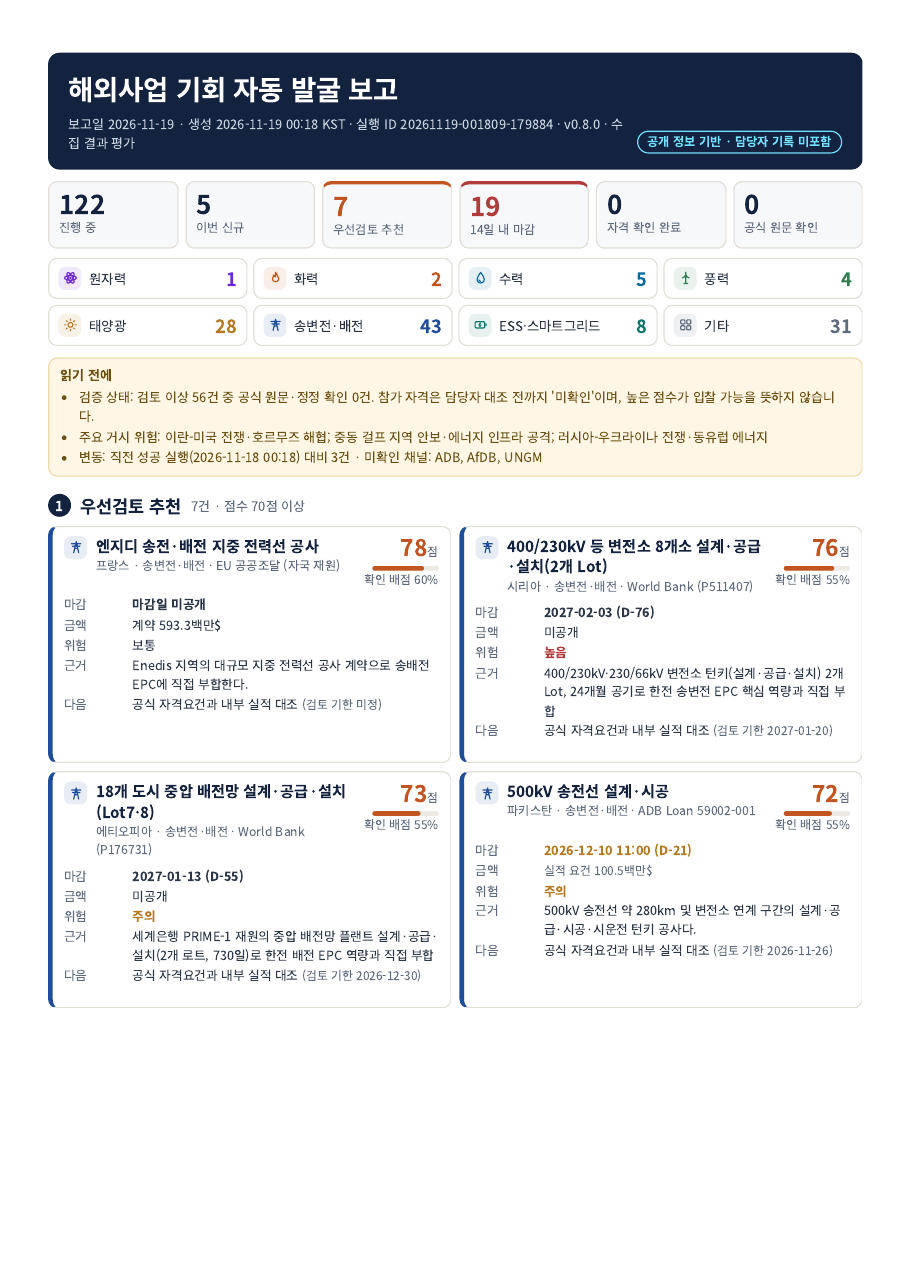 해외사업 기회 자동 발굴 보고
보고일 2026-11-19 · 생성 2026-11-19 00:18 KST · 실행 ID 20261119-001809-179884 · v0.8.0 · 수
집 결과 평가
공개 정보 기반 · 담당자 기록 미포함
122
진행 중
5
이번 신규
7
우선검토 추천
19
14일 내 마감
0
자격 확인 완료
0
공식 원문 확인
원자력 1
화력 2
수력 5
풍력 4
태양광 28
송변전·배전 43
ESS·스마트그리드 8
기타 31
읽기 전에
• 검증 상태: 검토 이상 56건 중 공식 원문·정정 확인 0건. 참가 자격은 담당자 대조 전까지 '미확인'이며, 높은 점수가 입찰 가능을 뜻하지 않습니
다.
• 주요 거시 위험: 이란-미국 전쟁·호르무즈 해협; 중동 걸프 지역 안보·에너지 인프라 공격; 러시아-우크라이나 전쟁·동유럽 에너지
• 변동: 직전 성공 실행(2026-11-18 00:18) 대비 3건 · 미확인 채널: ADB, AfDB, UNGM
1 우선검토 추천 7건 · 점수 70점 이상
엔지디 송전·배전 지중 전력선 공사
프랑스 · 송변전·배전 · EU 공공조달 (자국 재원)
78점
확인 배점 60%
마감 마감일 미공개
금액 계약 593.3백만$
위험 보통
근거 Enedis 지역의 대규모 지중 전력선 공사 계약으로 송배전
EPC에 직접 부합한다.
다음 공식 자격요건과 내부 실적 대조 (검토 기한 미정)
400/230kV 등 변전소 8개소 설계·공급
·설치(2개 Lot)
시리아 · 송변전·배전 · World Bank (P511407)
76점
확인 배점 55%
마감 2027-02-03 (D-76)
금액 미공개
위험 높음
근거 400/230kV·230/66kV 변전소 턴키(설계·공급·설치) 2개
Lot, 24개월 공기로 한전 송변전 EPC 핵심 역량과 직접 부
합
다음 공식 자격요건과 내부 실적 대조 (검토 기한 2027-01-20)
18개 도시 중압 배전망 설계·공급·설치
(Lot7·8)
에티오피아 · 송변전·배전 · World Bank
(P176731)
73점
확인 배점 55%
마감 2027-01-13 (D-55)
금액 미공개
위험 주의
근거 세계은행 PRIME-1 재원의 중압 배전망 플랜트 설계·공급·
설치(2개 로트, 730일)로 한전 배전 EPC 역량과 직접 부합
다음 공식 자격요건과 내부 실적 대조 (검토 기한 2026-12-30)
500kV 송전선 설계·시공
파키스탄 · 송변전·배전 · ADB Loan 59002-001
72점
확인 배점 55%
마감 2026-12-10 11:00 (D-21)
금액 실적 요건 100.5백만$
위험 주의
근거 500kV 송전선 약 280km 및 변전소 연계 구간의 설계·공
급·시공·시운전 턴키 공사다.
다음 공식 자격요건과 내부 실적 대조 (검토 기한 2026-11-26)